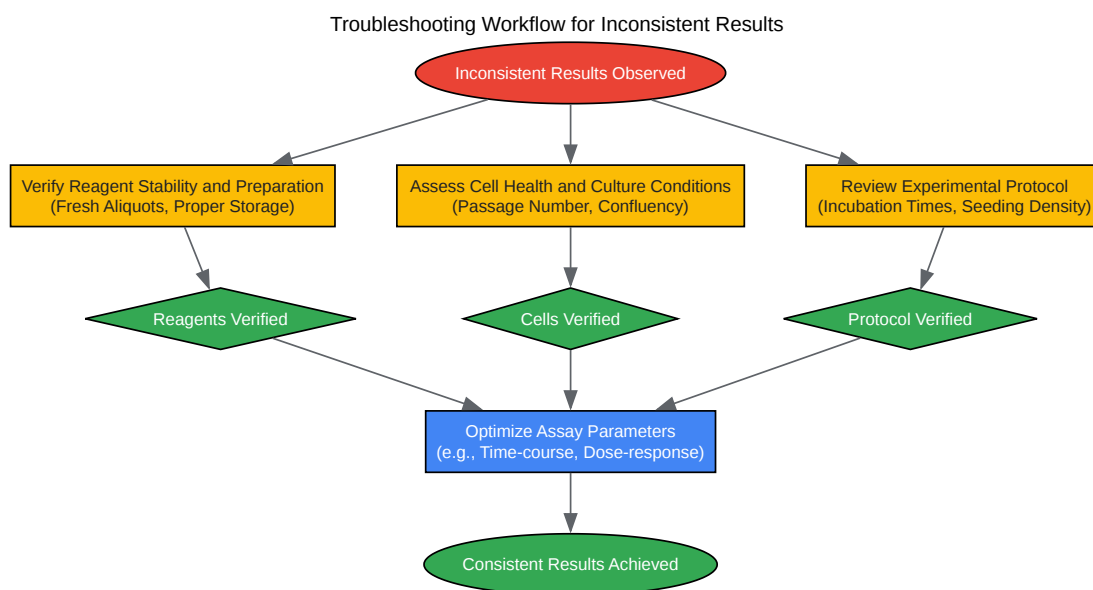 Troubleshooting Workflow for Inconsistent Results
Inconsistent Results Observed
Verify Reagent Stability and Preparation
(Fresh Aliquots, Proper Storage)
Assess Cell Health and Culture Conditions
(Passage Number, Confluency)
Review Experimental Protocol
(Incubation Times, Seeding Density)
Reagents Verified
Cells Verified
Protocol Verified
Optimize Assay Parameters
(e.g., Time-course, Dose-response)
Consistent Results Achieved